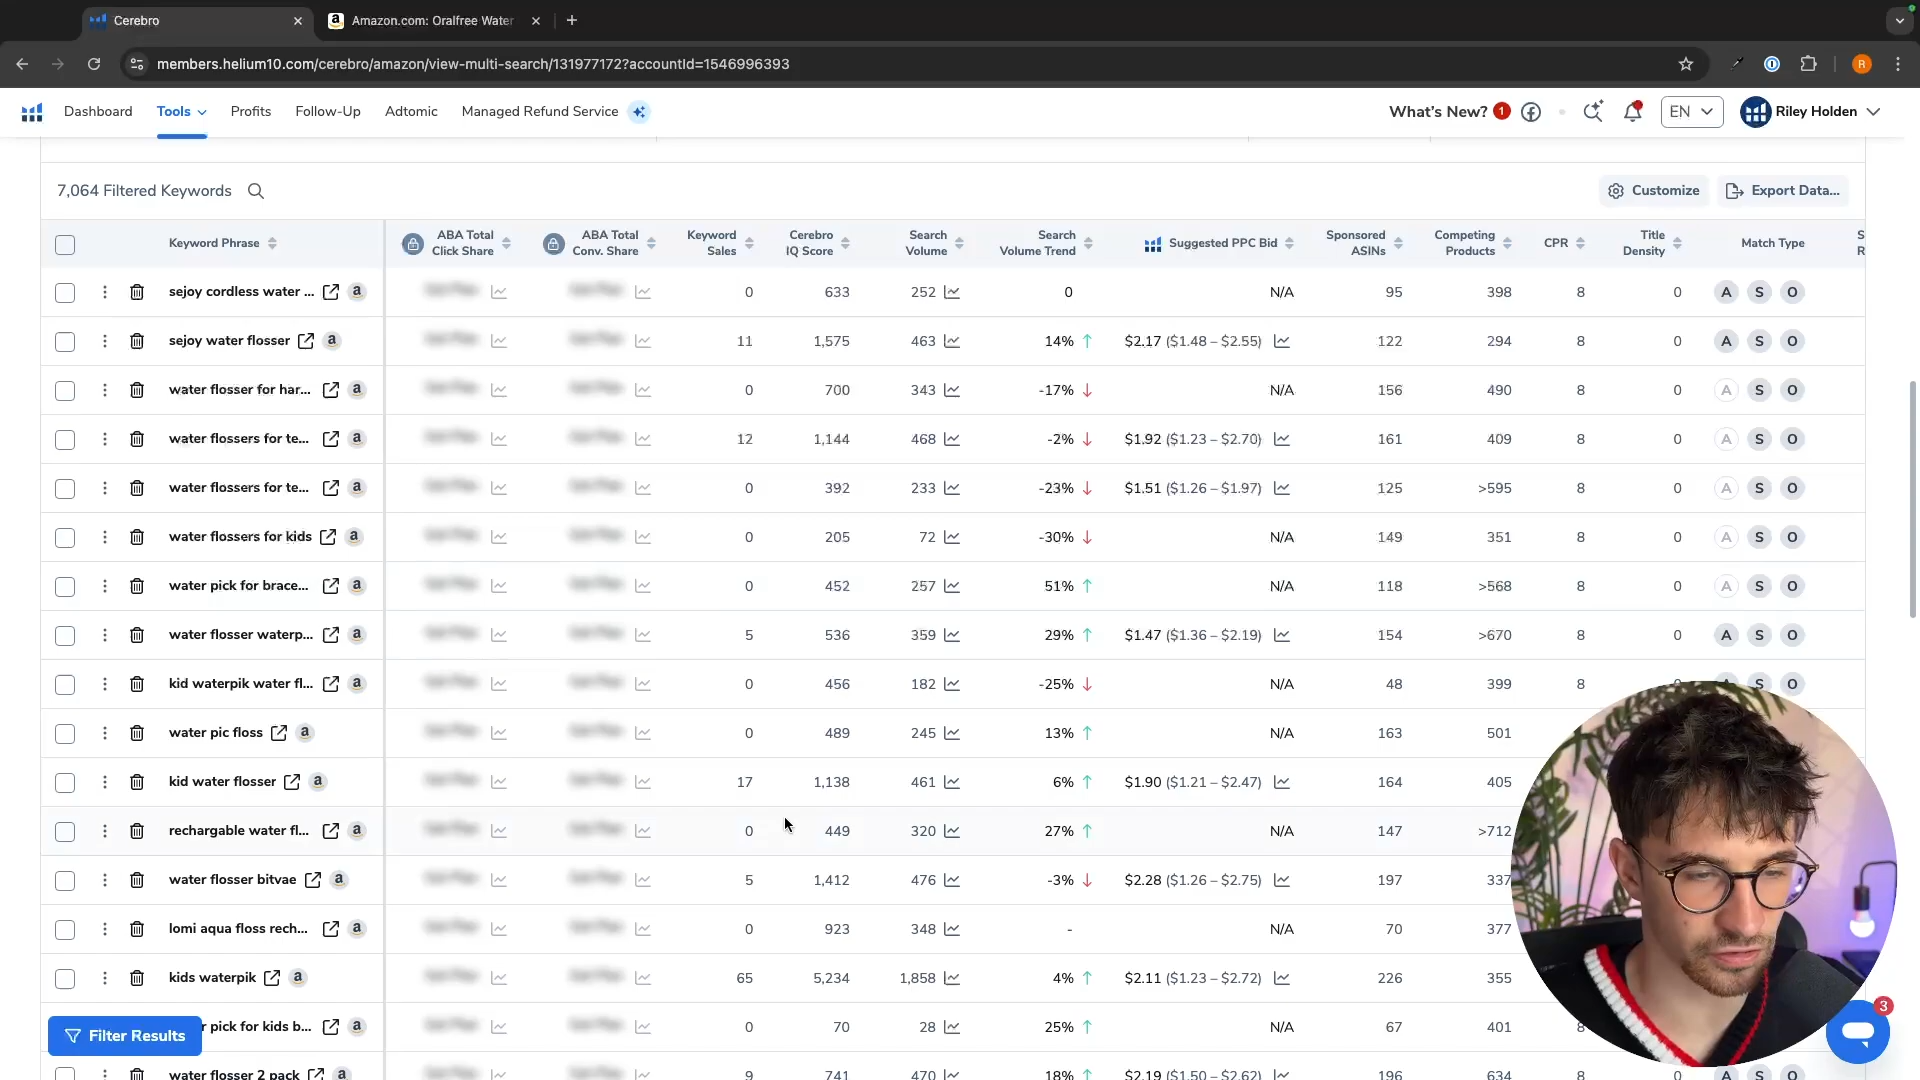 Cerebro
Amazon.com: Oralfree Water
members.helium10.com/cerebro/amazon/view-multi-search/131977172?accountId=1546996393
R
Dashboard Tools Profits Follow-Up Adtomic Managed Refund Service What's New? 1 EN Riley Holden
7,064 Filtered Keywords Customize Export Data...
Keyword Phrase ABA Total Click Share ABA Total Conv. Share Keyword Sales Cerebro IQ Score Search Volume Search Volume Trend Suggested PPC Bid Sponsored ASINs Competing Products CPR Title Density Match Type S R
sejoy cordless water ... a 0 633 252 0 N/A 95 398 8 0 A S O
sejoy water flosser a 11 1,575 463 14% ↑ $2.17 ($1.48 – $2.55) 122 294 8 0 A S O
water flosser for har... a 0 700 343 -17% ↓ N/A 156 490 8 0 A S O
water flossers for te... a 12 1,144 468 -2% ↓ $1.92 ($1.23 – $2.70) 161 409 8 0 A S O
water flossers for te... a 0 392 233 -23% ↓ $1.51 ($1.26 – $1.97) 125 >595 8 0 A S O
water flossers for kids a 0 205 72 -30% ↓ N/A 149 351 8 0 A S O
water pick for brace... a 0 452 257 51% ↑ N/A 118 >568 8 0 A S O
water flosser waterp... a 5 536 359 29% ↑ $1.47 ($1.36 – $2.19) 154 >670 8 0 A S O
kid waterpik water fl... a 0 456 182 -25% ↓ N/A 48 399 8 S O
water pic floss a 0 489 245 13% ↑ N/A 163 501
kid water flosser a 17 1,138 461 6% ↑ $1.90 ($1.21 – $2.47) 164 405
rechargable water fl... a 0 449 320 27% ↑ N/A 147 >712
water flosser bitvae a 5 1,412 476 -3% ↓ $2.28 ($1.26 – $2.75) 197 337
lomi aqua floss rech... a 0 923 348 - N/A 70 377
kids waterpik a 65 5,234 1,858 4% ↑ $2.11 ($1.23 – $2.72) 226 355
Filter Results r pick for kids b... a 0 70 28 25% ↑ N/A 67 401 8
3
water flosser 2 pack a 9 741 470 18% ↑ $2.19 ($1.50 – $2.62) 196 634 8